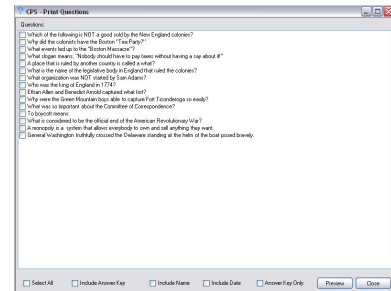 CPS - Print Questions
Questions:
Which of the following is NOT a good sold by the New England colonies?
Why did the colonists have the Boston "Tea Party?"
What events led up to the "Boston Massacre"?
What slogan means, "Nobody should have to pay taxes without having a say about it!"
A place that is ruled by another country is called a what?
What is the name of the legislative body in England that ruled the colonies?
What organization was NOT started by Sam Adams?
Who was the king of England in 1774?
Ethan Allen and Benedict Arnold captured what fort?
Why were the Green Mountain boys able to capture Fort Ticonderoga so easily?
What was so important about the Committee of Correspondence?
To boycott means:
What is considered to be the official end of the American Revolutionary War?
A monopoly is a system that allows everybody to own and sell anything they want.
General Washington truthfully crossed the Delaware standing at the helm of the boat posed bravely.
Select All Include Answer Key Include Name Include Date Answer Key Only Preview Close